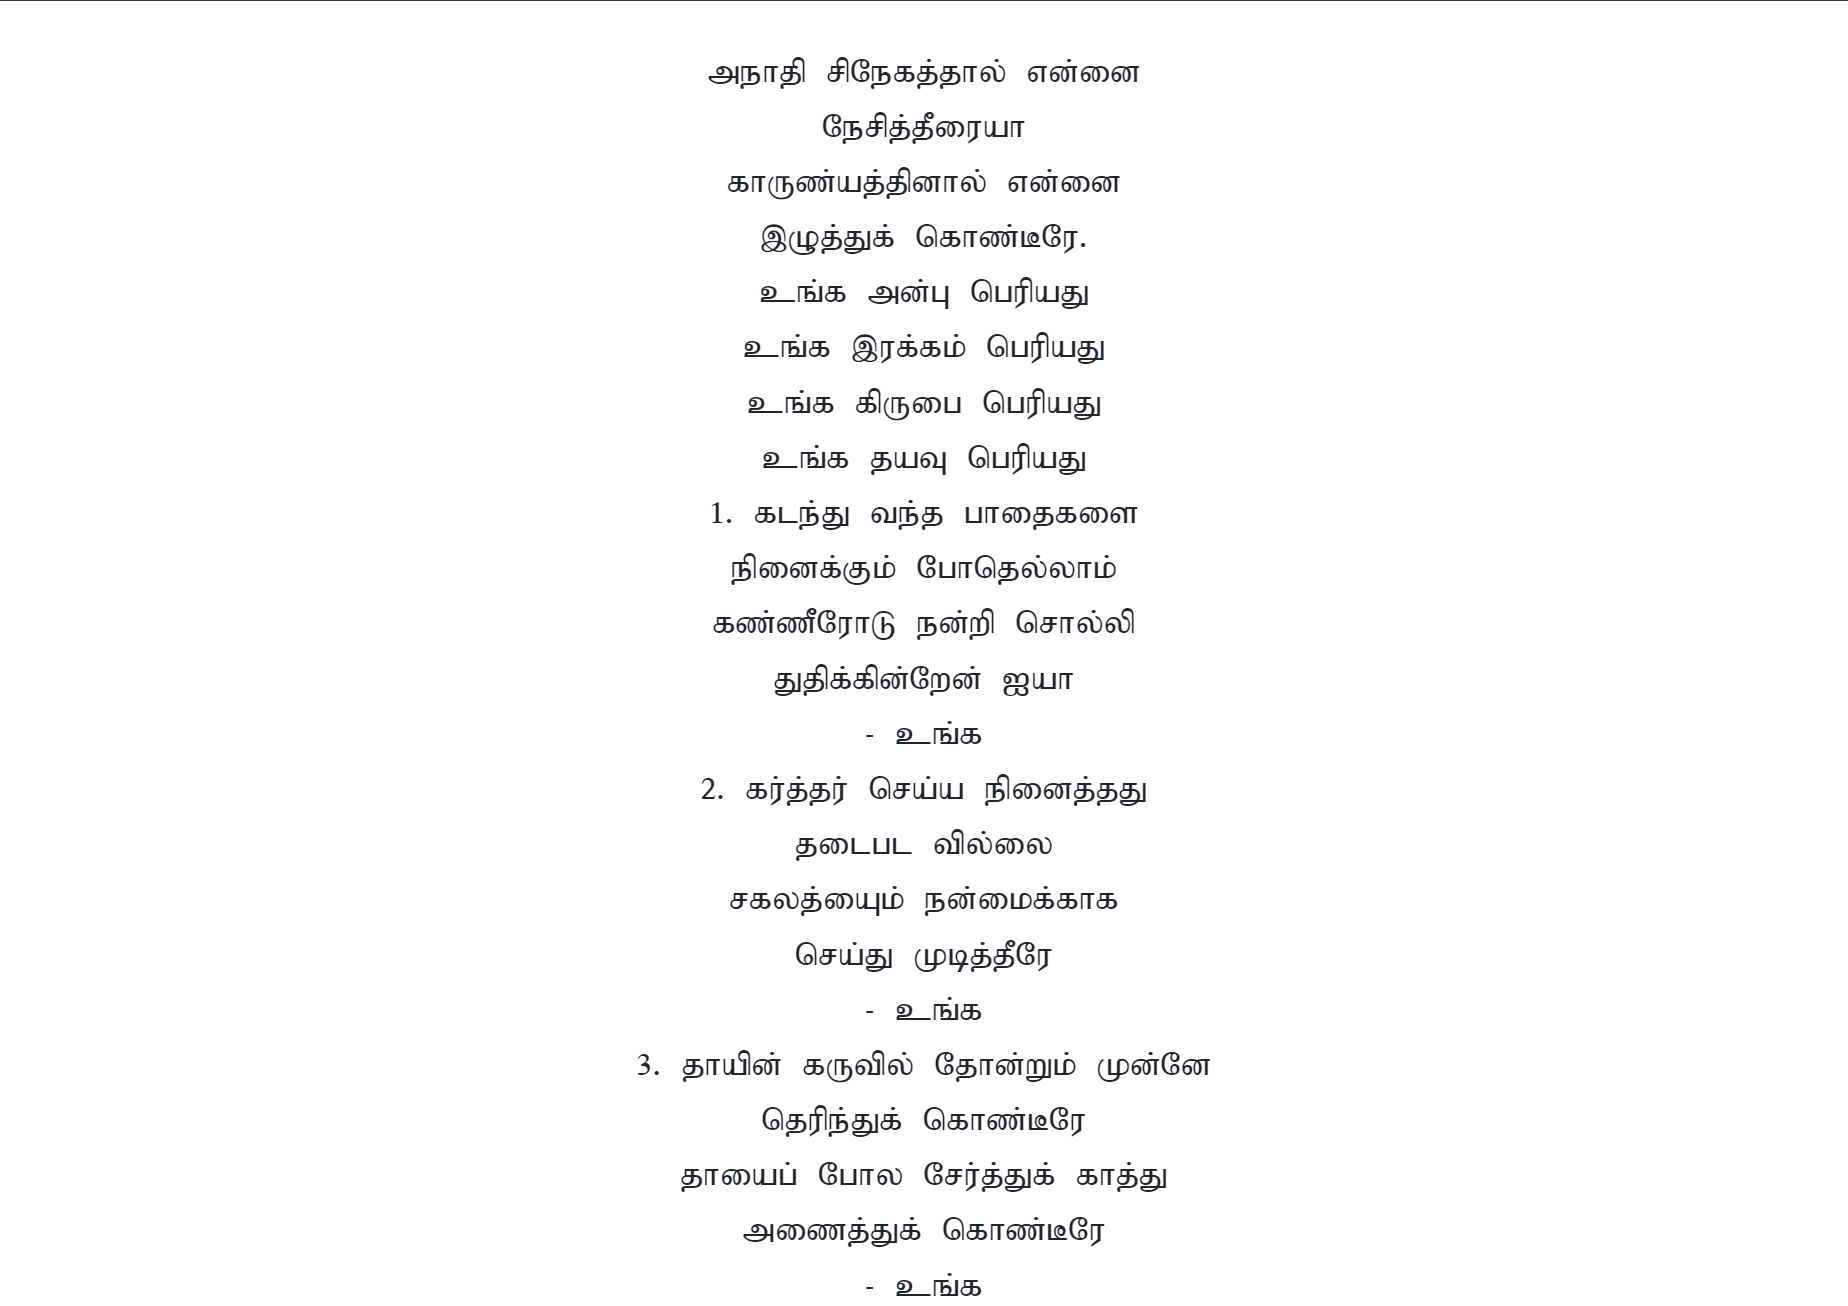 அநாதி சிநேகத்தால் என்னை
நேசித்தீரையா
காருண்யத்தினால் என்னை
இழுத்துக் கொண்டீரே.
உங்க அன்பு பெரியது
உங்க இரக்கம் பெரியது
உங்க கிருபை பெரியது
உங்க தயவு பெரியது
1. கடந்து வந்த பாதைகளை
நினைக்கும் போதெல்லாம்
கண்ணீரோடு நன்றி சொல்லி
துதிக்கின்றேன் ஐயா
- உங்க
2. கர்த்தர் செய்ய நினைத்தது
தடைபட வில்லை
சகலத்யையும் நன்மைக்காக
செய்து முடித்தீரே
- உங்க
3. தாயின் கருவில் தோன்றும் முன்னே
தெரிந்துக் கொண்டீரே
தாயைப் போல சேர்த்துக் காத்து
அணைத்துக் கொண்டீரே
- உங்க